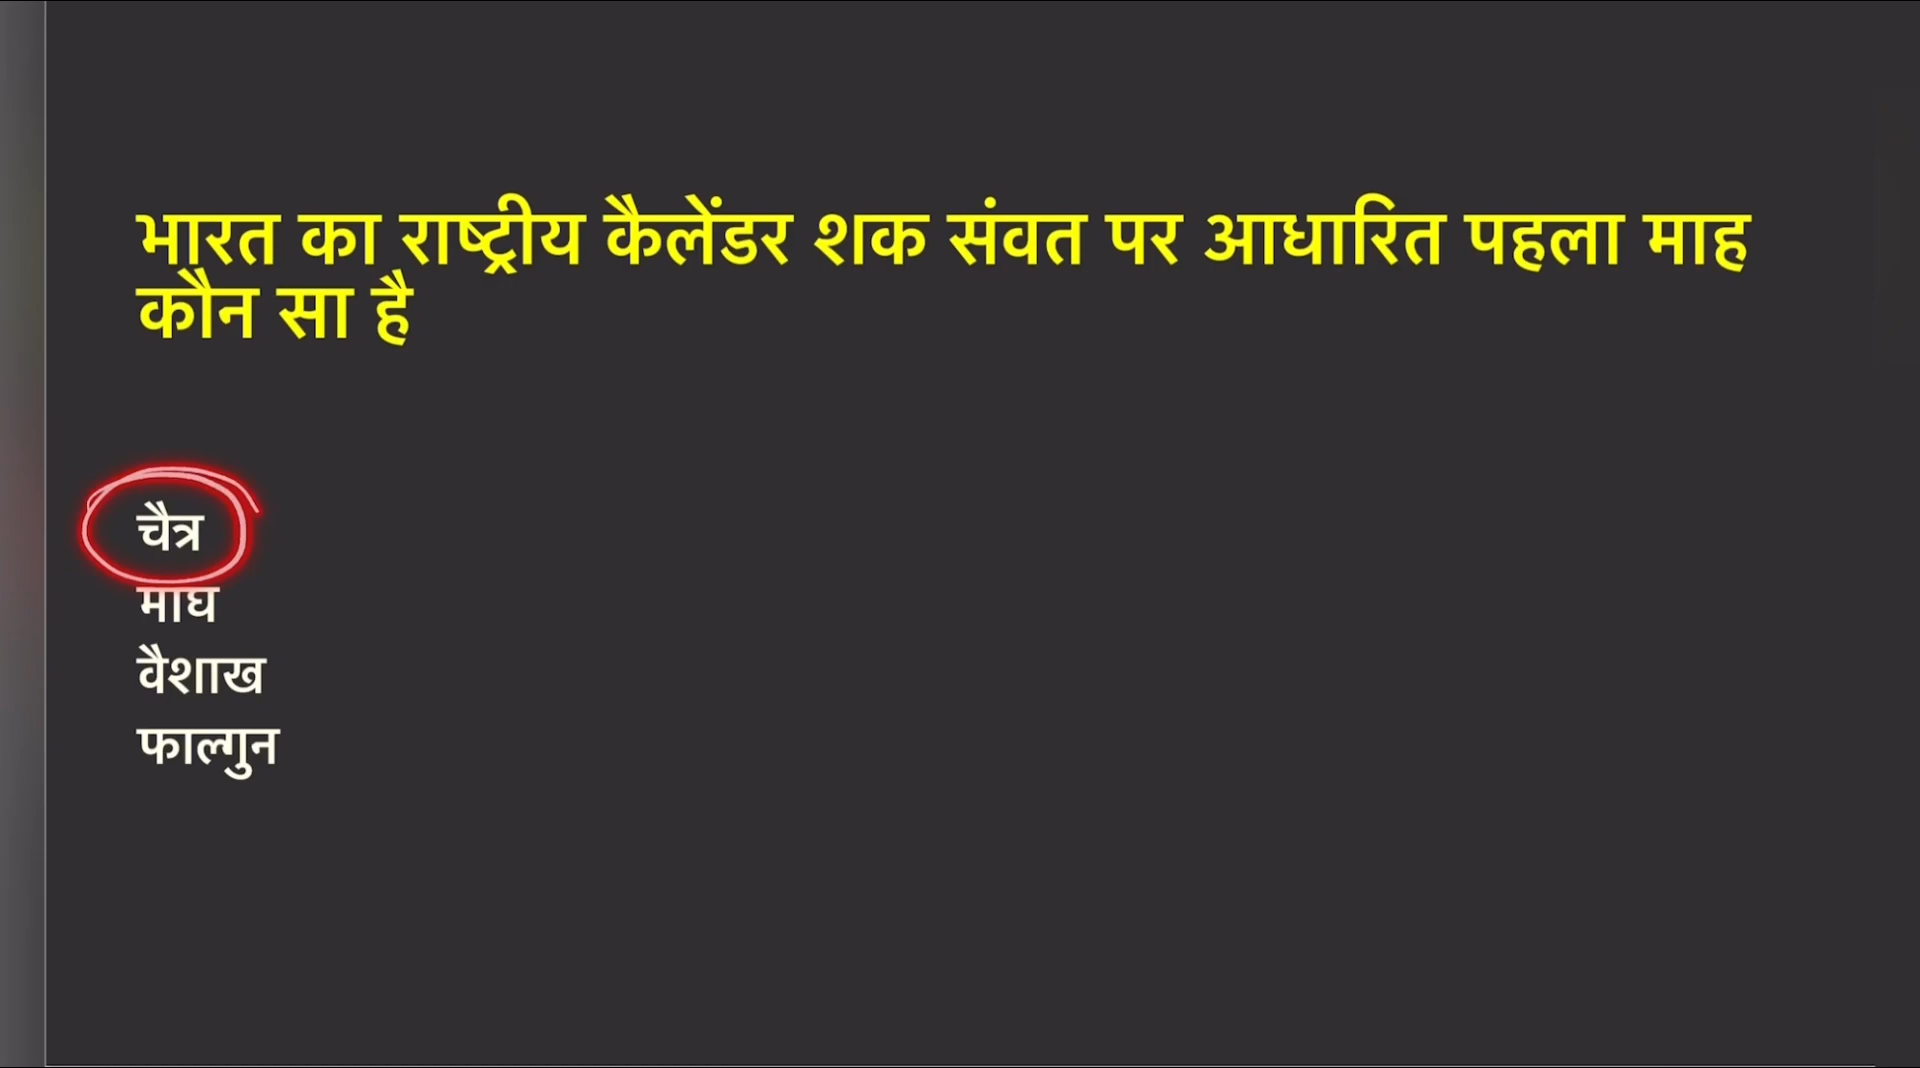 भारत का राष्ट्रीय कैलेंडर शक संवत पर आधारित पहला माह
कौन सा है
चैत्र
माघ
वैशाख
फाल्गुन